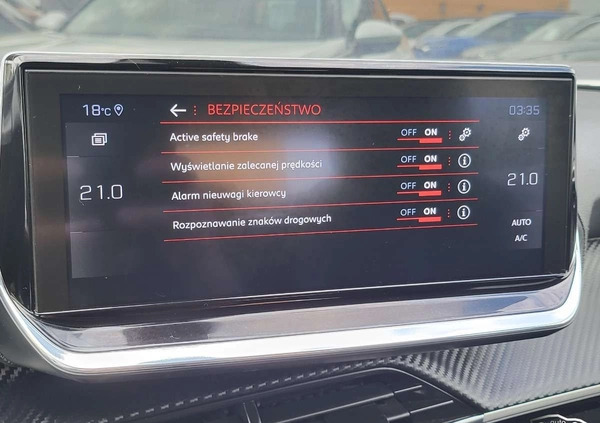 18°C BEZPIECZEŃSTWO 03:35
Active safety brake OFF ON
Wyświetlanie zalecanej prędkości OFF ON
21.0 Alarm nieuwagi kierowcy OFF ON 21.0
Rozpoznawanie znaków drogowych OFF ON
AUTO
A/C
auto